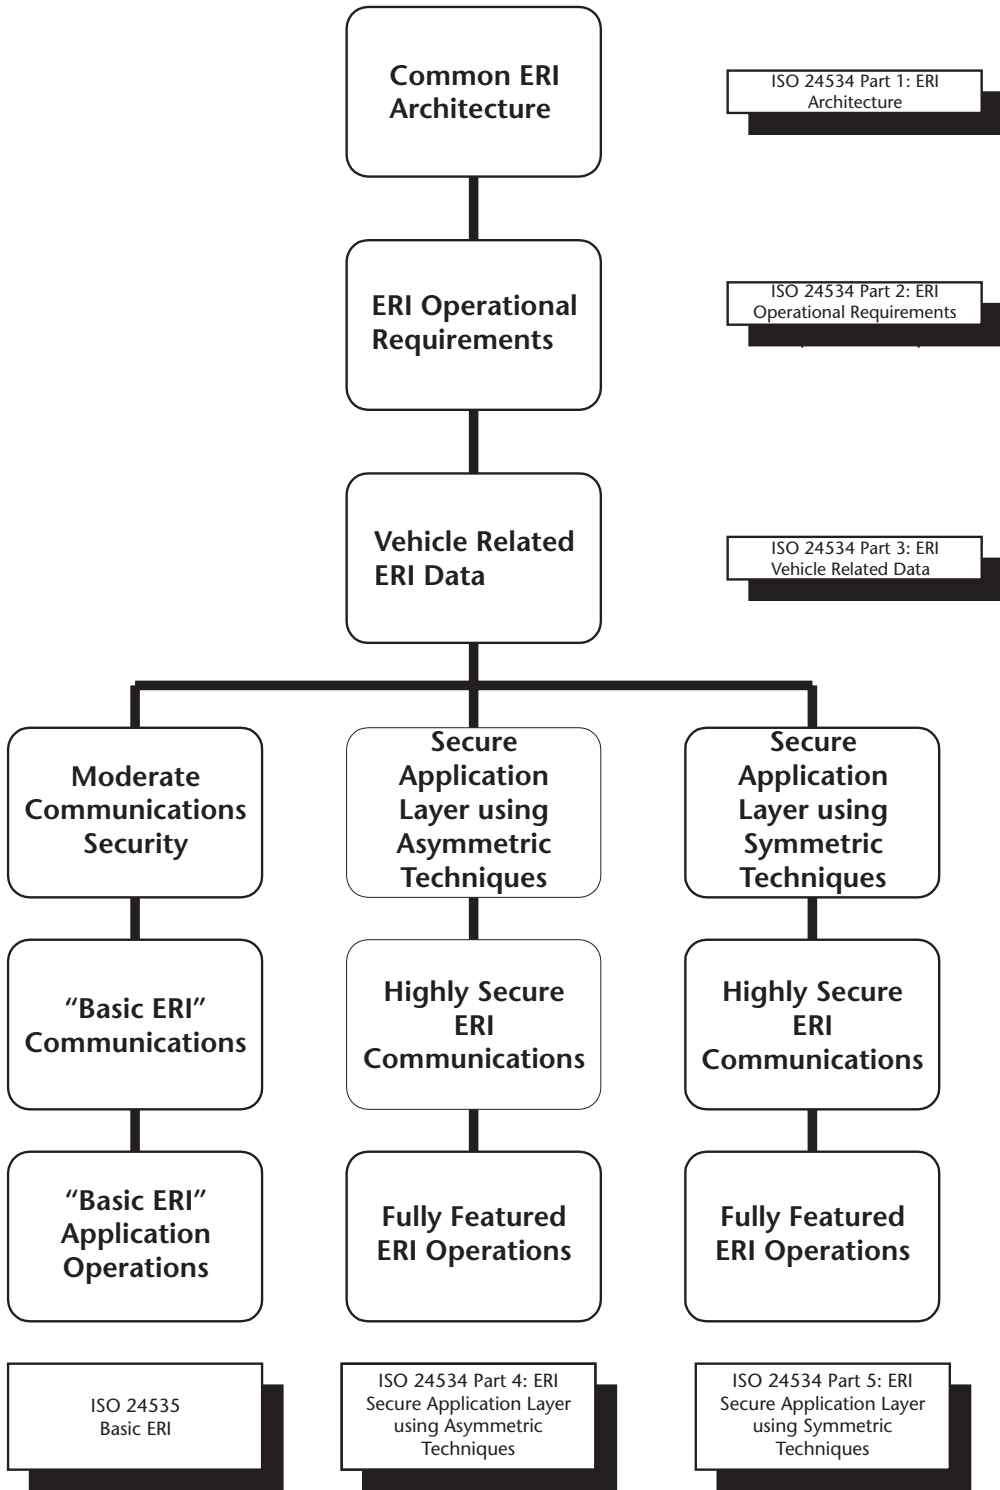 Common ERI
Architecture
ISO 24534 Part 1: ERI
Architecture
ERI Operational
Requirements
ISO 24534 Part 2: ERI
Operational Requirements
Vehicle Related
ERI Data
ISO 24534 Part 3: ERI
Vehicle Related Data
Moderate
Communications
Security
Secure
Application
Layer using
Asymmetric
Techniques
Secure
Application
Layer using
Symmetric
Techniques
“Basic ERI”
Communications
Highly Secure
ERI
Communications
Highly Secure
ERI
Communications
“Basic ERI”
Application
Operations
Fully Featured
ERI Operations
Fully Featured
ERI Operations
ISO 24535
Basic ERI
ISO 24534 Part 4: ERI
Secure Application Layer
using Asymmetric
Techniques
ISO 24534 Part 5: ERI
Secure Application Layer
using Symmetric
Techniques